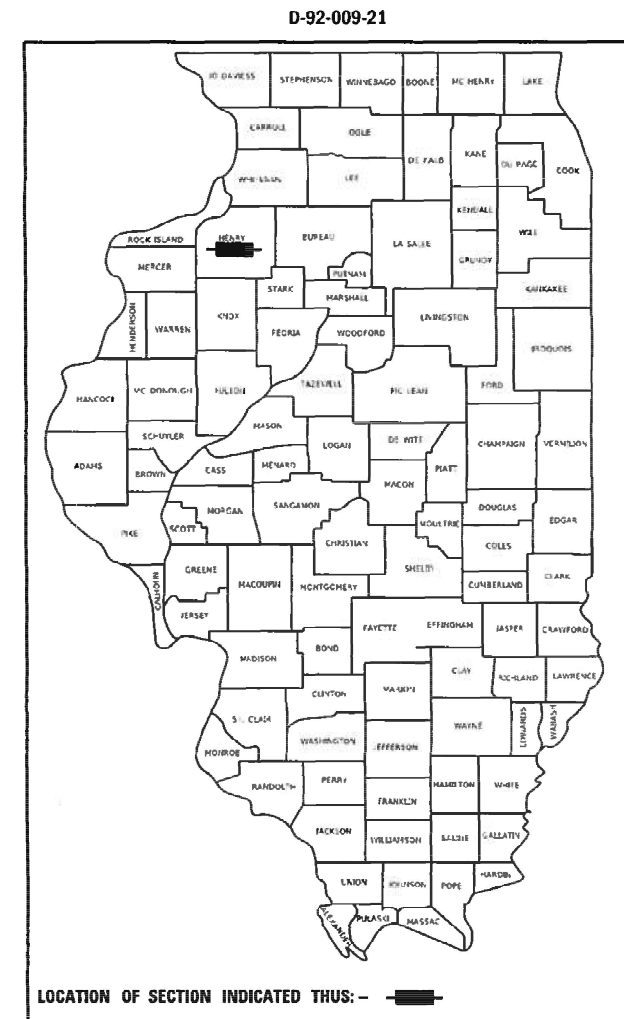 D-92-009-21
JO DAVIESS STEPHENSON WINNEBAGO BOONE MC HENRY LAKE
CARROLL OGLE DE KALB KANE DU PAGE COOK
WHITESIDE LEE
KENDALL
ROCK ISLAND HENRY BUREAU LA SALLE GRUNDY WILL
MERCER PUTNAM
STARK MARSHALL KANKAKEE
HENDERSON WARREN KNOX PEORIA WOODFORD LIVINGSTON IROQUOIS
HANCOCK MC DONOUGH FULTON TAZEWELL MC LEAN FORD
SCHUYLER MASON LOGAN DE WITT CHAMPAIGN VERMILION
ADAMS BROWN CASS MENARD MACON PIATT
PIKE SCOTT MORGAN SANGAMON MOULTRIE DOUGLAS EDGAR
CHRISTIAN COLES
CALHOUN GREENE MACOUPIN MONTGOMERY SHELBY CUMBERLAND CLARK
JERSEY FAYETTE EFFINGHAM JASPER CRAWFORD
MADISON BOND
CLINTON MARION CLAY RICHLAND LAWRENCE
ST. CLAIR WASHINGTON JEFFERSON WAYNE EDWARDS WABASH
MONROE
RANDOLPH PERRY HAMILTON WHITE
FRANKLIN
JACKSON WILLIAMSON SALINE GALLATIN
UNION JOHNSON POPE HARDIN
ALEXANDER PULASKI MASSAC
LOCATION OF SECTION INDICATED THUS: –